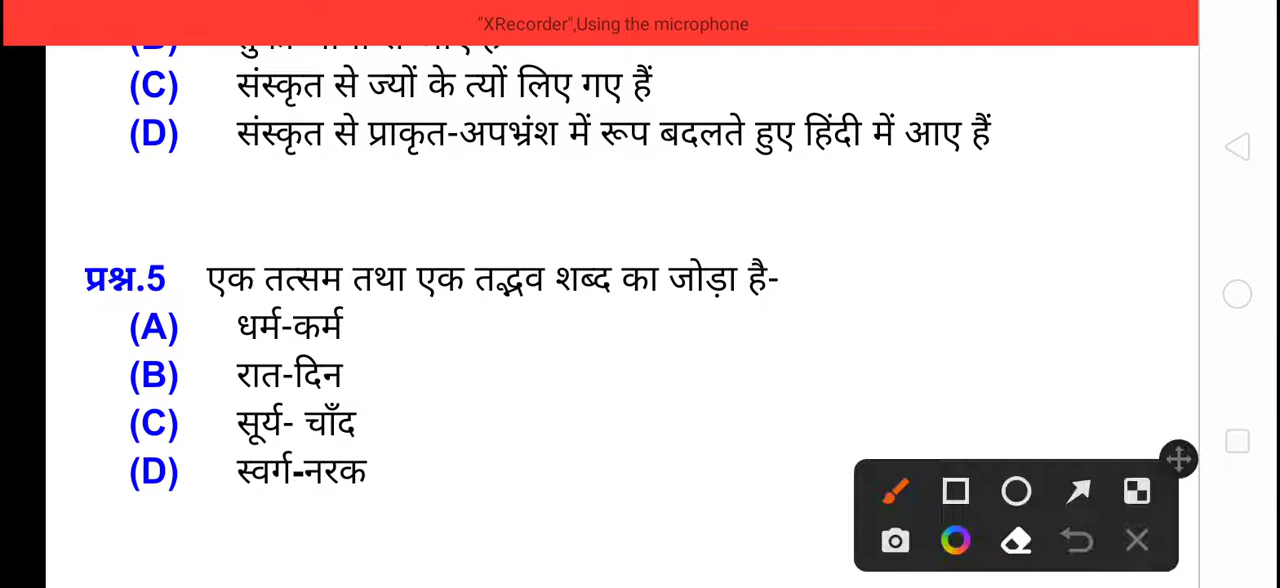 "XRecorder",Using the microphone
(C) संस्कृत से ज्यों के त्यों लिए गए हैं
(D) संस्कृत से प्राकृत-अपभ्रंश में रूप बदलते हुए हिंदी में आए हैं
प्रश्न.5 एक तत्सम तथा एक तद्भव शब्द का जोड़ा है-
(A) धर्म-कर्म
(B) रात-दिन
(C) सूर्य- चाँद
(D) स्वर्ग-नरक